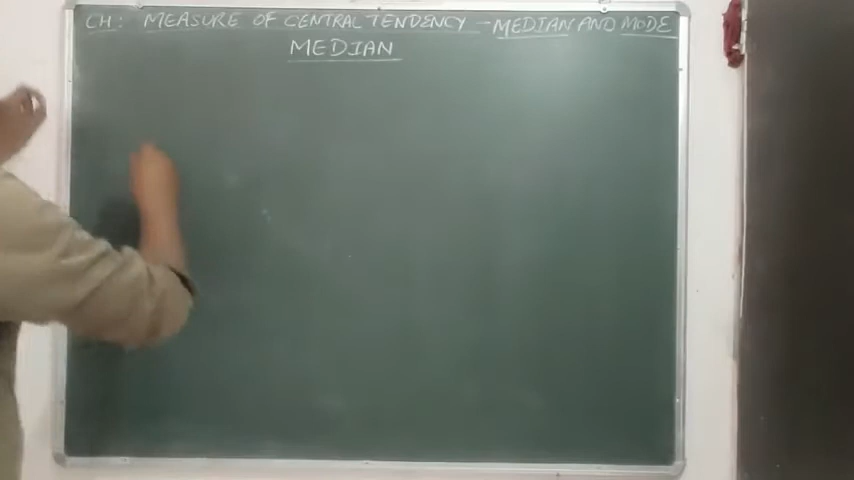 CH: MEASURE OF CENTRAL TENDENCY - MEDIAN AND MODE
MEDIAN